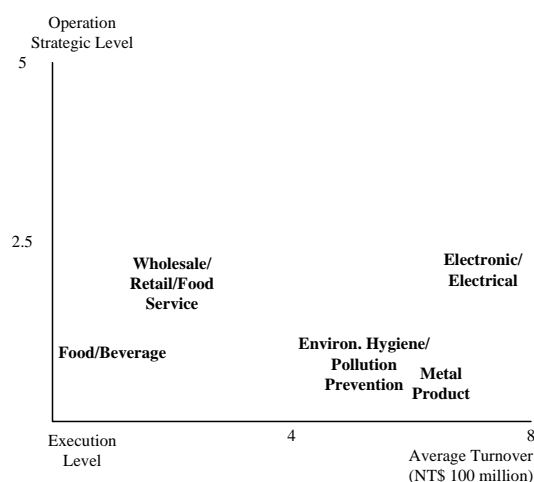 Operation
Strategic Level
5
2.5
Wholesale/
Retail/Food
Service
Electronic/
Electrical
Food/Beverage
Environ. Hygiene/
Pollution
Prevention
Metal
Product
Execution
Level
4
8
Average Turnover
(NT$ 100 million)